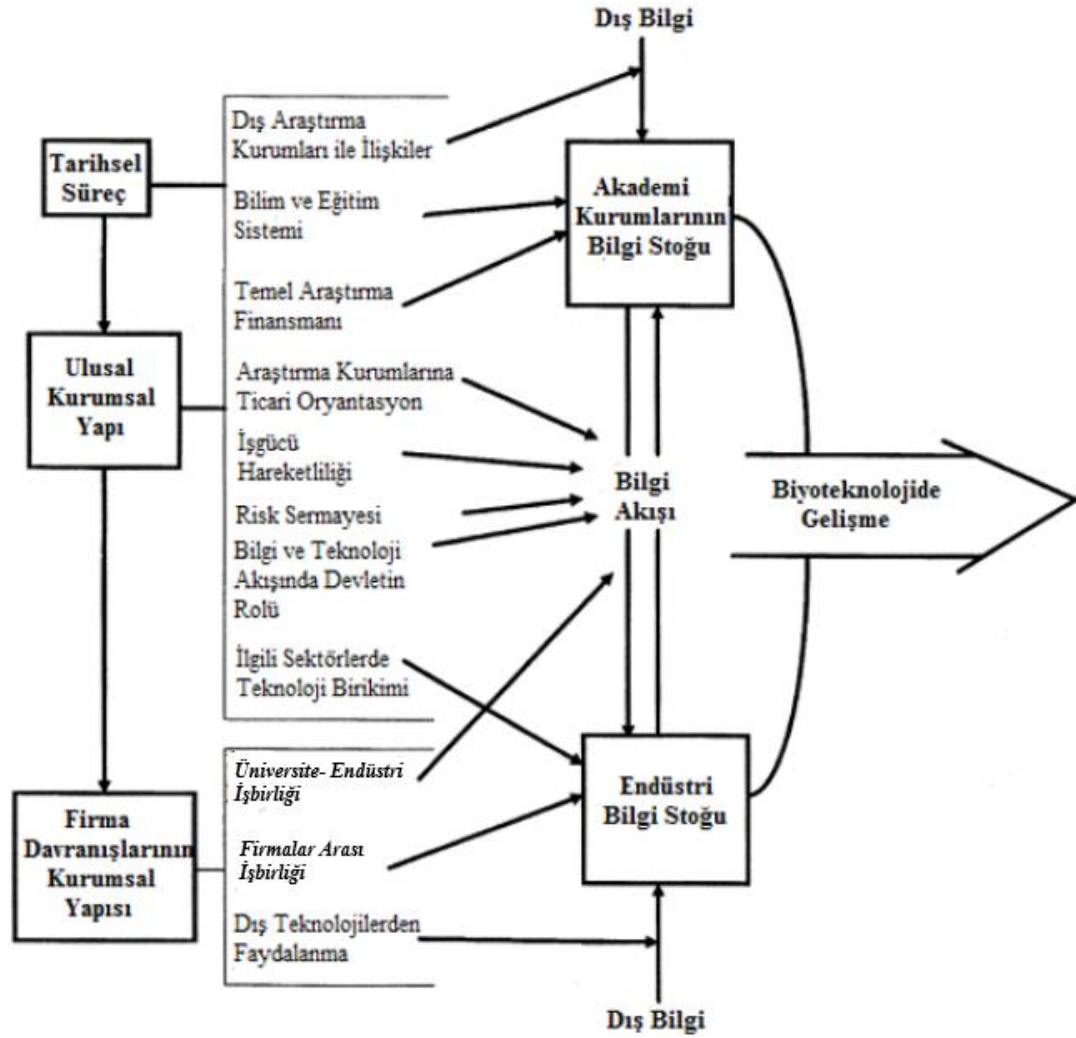 Dış Bilgi
Tarihsel
Süreç
Ulusal
Kurumsal
Yapı
Firma
Davranışlarının
Kurumsal
Yapısı
Dış Araştırma
Kurumları ile İlişkiler
Bilim ve Eğitim
Sistemi
Temel Araştırma
Finansmanı
Araştırma Kurumlarına
Ticari Oryantasyon
İşgücü
Hareketliliği
Risk Sermayesi
Bilgi ve Teknoloji
Akışında Devletin
Rolü
İlgili Sektörlerde
Teknoloji Birikimi
Üniversite- Endüstri
İşbirliği
Firmalar Arası
İşbirliği
Dış Teknolojilerden
Faydalanma
Akademi
Kurumlarının
Bilgi Stoğu
Bilgi
Akışı
Endüstri
Bilgi Stoğu
Biyoteknolojide
Gelişme
Dış Bilgi